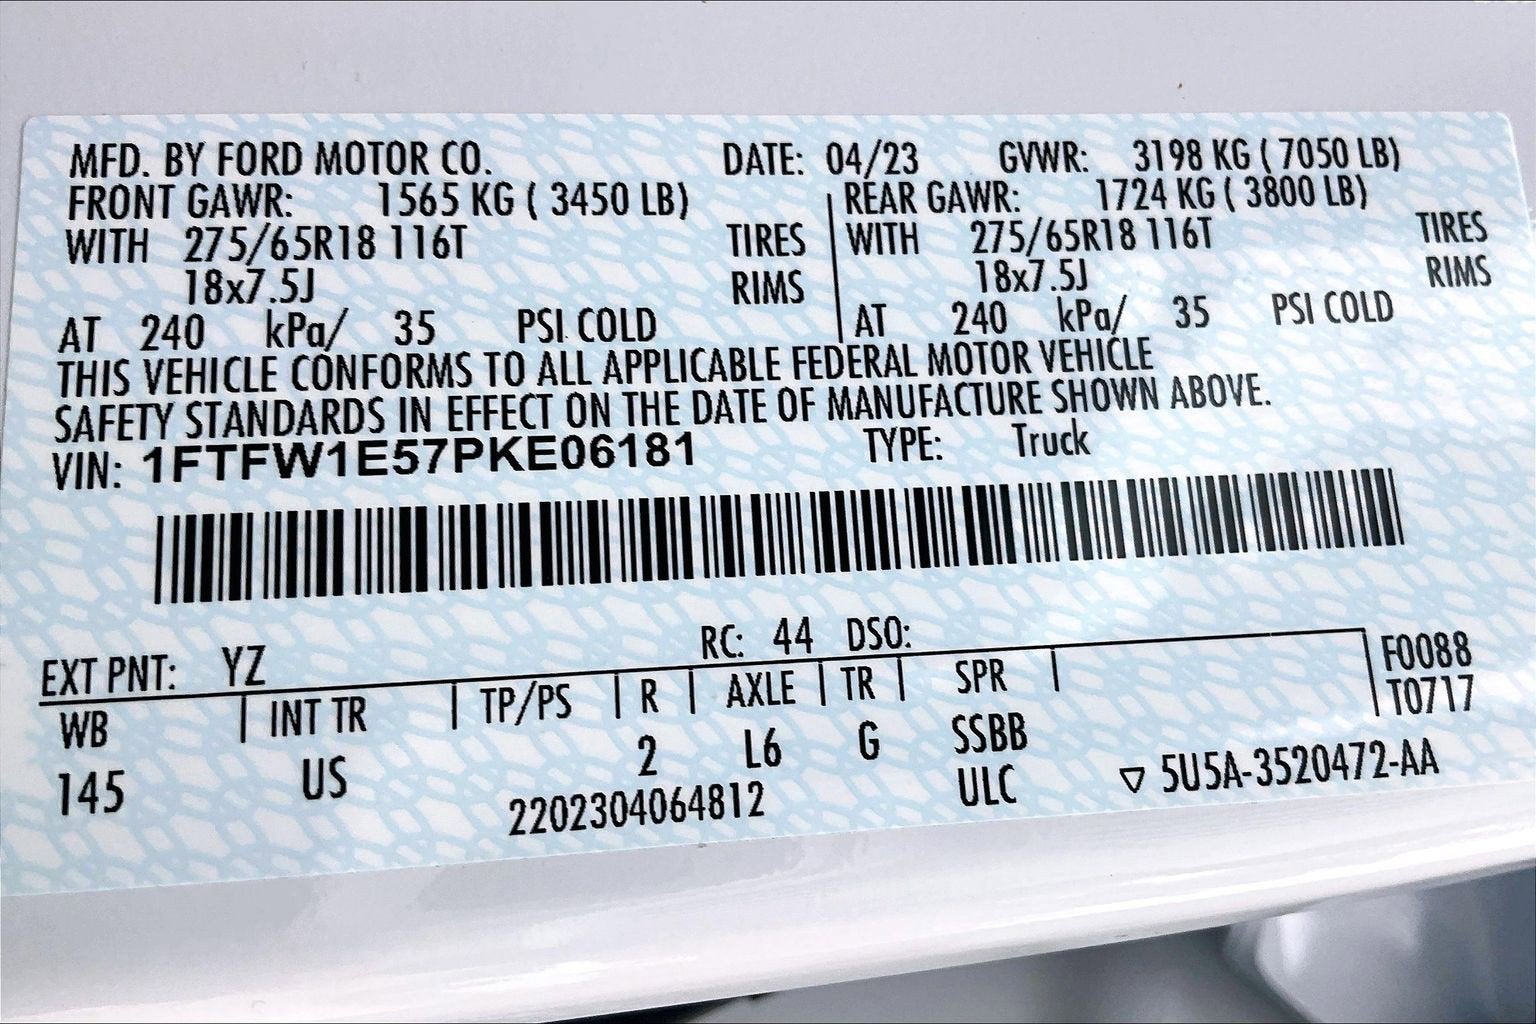 MFD. BY FORD MOTOR CO. DATE: 04/23 GVWR: 3198 KG ( 7050 LB)
FRONT GAWR: 1565 KG ( 3450 LB) REAR GAWR: 1724 KG ( 3800 LB)
WITH 275/65R18 116T TIRES WITH 275/65R18 116T TIRES
18x7.5J RIMS 18x7.5J RIMS
AT 240 kPa/ 35 PSI COLD AT 240 kPa/ 35 PSI COLD
THIS VEHICLE CONFORMS TO ALL APPLICABLE FEDERAL MOTOR VEHICLE
SAFETY STANDARDS IN EFFECT ON THE DATE OF MANUFACTURE SHOWN ABOVE.
VIN: 1FTFW1E57PKE06181 TYPE: Truck
EXT PNT: YZ RC: 44 DSO: F0088
WB INT TR TP/PS R AXLE TR SPR T0717
145 US 2 L6 G SSBB
2202304064812 ULC ▽ 5U5A-3520472-AA